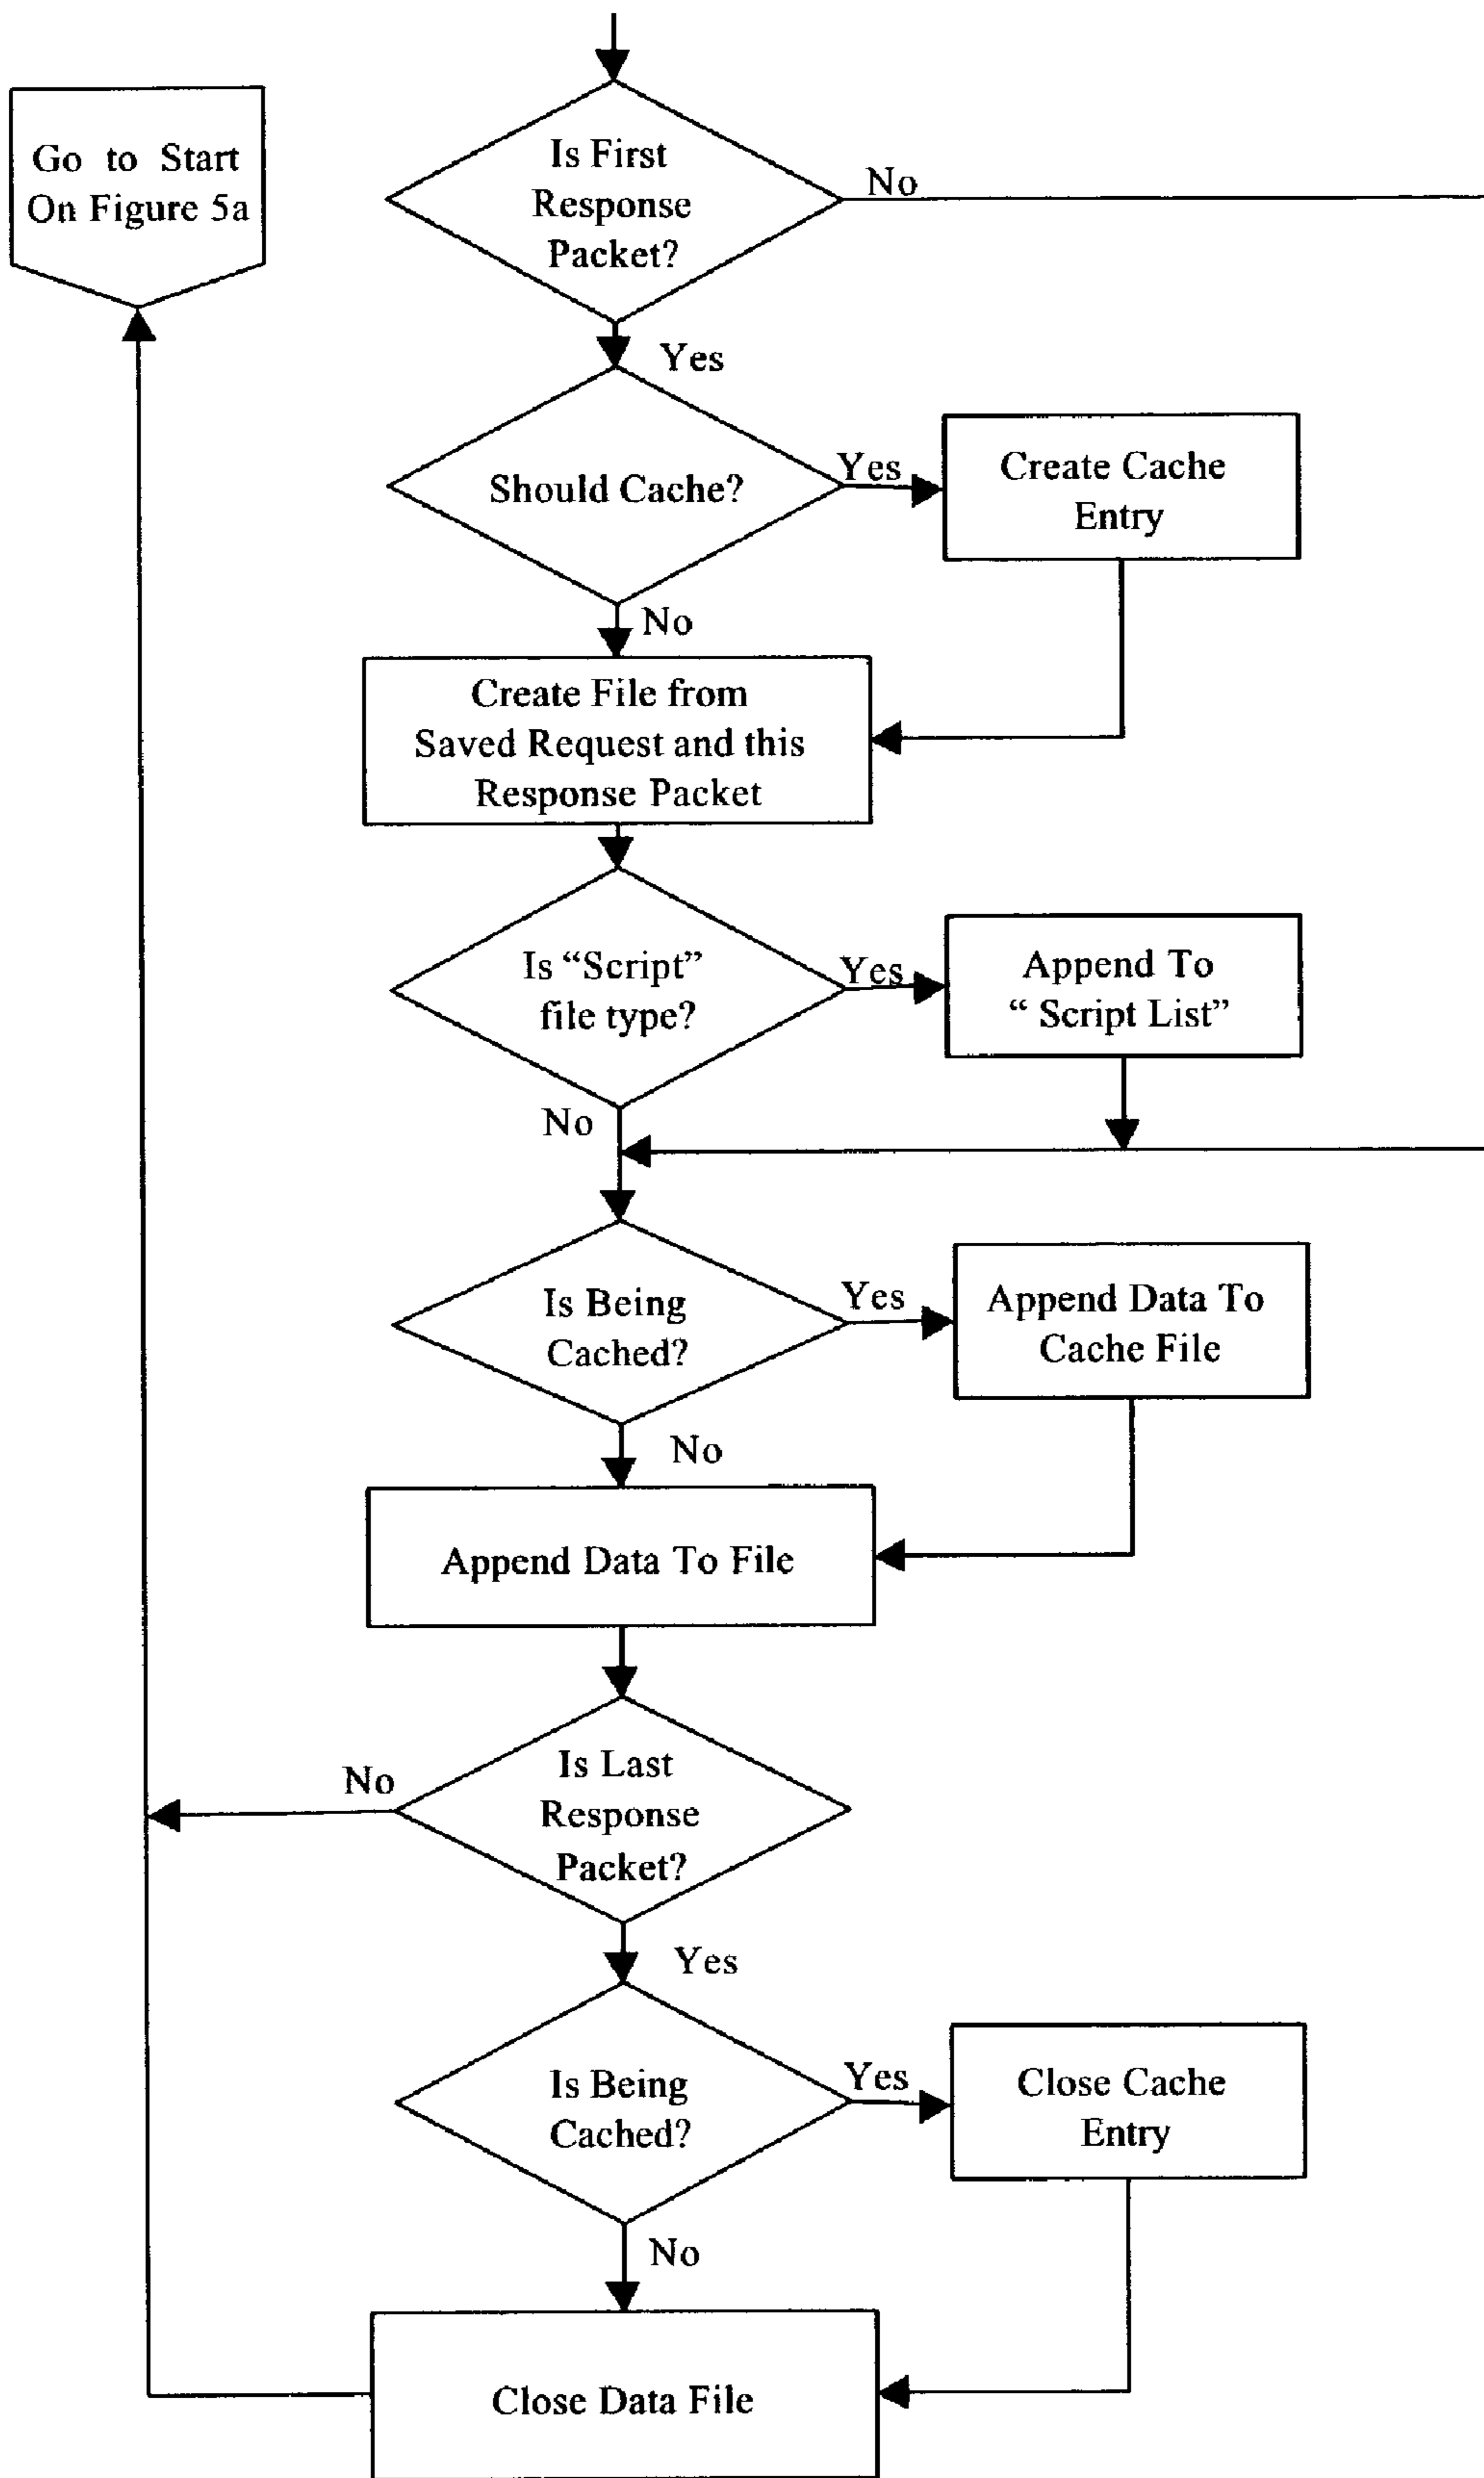 Go to Start
On Figure 5a
Is First
Response
Packet?
No
Yes
Should Cache?
Yes
Create Cache
Entry
No
Create File from
Saved Request and this
Response Packet
Is “Script”
file type?
Yes
Append To
“ Script List”
No
Is Being
Cached?
Yes
Append Data To
Cache File
No
Append Data To File
Is Last
Response
Packet?
No
Yes
Is Being
Cached?
Yes
Close Cache
Entry
No
Close Data File